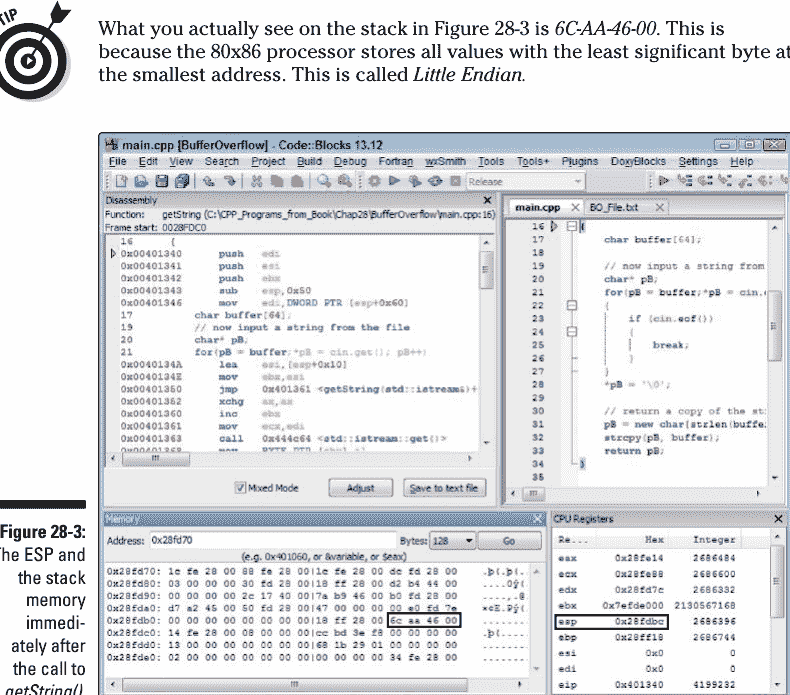 TIP
What you actually see on the stack in Figure 28-3 is 6C-AA-46-00. This is
because the 80x86 processor stores all values with the least significant byte at
the smallest address. This is called Little Endian.
main.cpp [BufferOverflow] - Code::Blocks 13.12
File Edit View Search Project Build Debug Fortran wxSmith Tools Tools+ Plugins DoxyBlocks Settings Help
Release
Disassembly
Function: getString (C:\CPP_Programs_from_Book\Chap28\BufferOverflow\main.cpp:16)
Frame start: 0028FDC0
16 {
0x00401340 push edi
0x00401341 push esi
0x00401342 push ebx
0x00401343 sub esp,0x50
0x00401346 mov edi,DWORD PTR [esp+0x60]
17 char buffer[64];
18
19 // now input a string from the file
20 char* pB;
21 for(pB = buffer;*pB = cin.get(); pB++)
0x0040134A lea esi,[esp+0x10]
0x0040134E mov ebx,esi
0x00401350 jmp 0x401361 <getString(std::istream&)+
0x00401352 xchg ax,ax
0x00401360 inc ebx
0x00401361 mov ecx,edi
0x00401363 call 0x444c64 <std::istream::get()>
Mixed Mode Adjust Save to text file
main.cpp BO_File.txt
16 {
17 char buffer[64];
18
19 // now input a string from
20 char* pB;
21 for(pB = buffer;*pB = cin.
22 {
23 if (cin.eof())
24 {
25 break;
26 }
27 }
28 *pB = '\0';
29
30 // return a copy of the st
31 pB = new char[strlen(buffe
32 strcpy(pB, buffer);
33 return pB;
34 }
35
Memory
Address: 0x28fd70 Bytes: 128 Go
(e.g. 0x401060, or &variable, or $eax)
0x28fd70: 1c fe 28 00 88 fe 28 00|1c fe 28 00 dc fd 28 00 .þ(.þ(.
0x28fd80: 03 00 00 00 30 fd 28 00|18 ff 28 00 d2 b4 44 00 ....0ý(
0x28fd90: 00 00 00 00 2c 17 40 00|7a b9 46 00 b0 fd 28 00
0x28fda0: d7 a2 45 00 50 fd 28 00|47 00 00 00 00 e0 fd 7e ×¢E.Pý(
0x28fdb0: 00 00 00 00 00 00 00 00|18 ff 28 00 6c aa 46 00
0x28fdc0: 14 fe 28 00 08 00 00 00|cc bd 3e f8 00 00 00 00 .þ(
0x28fdd0: 13 00 00 00 00 00 00 00|68 1b 29 01 00 00 00 00
0x28fde0: 02 00 00 00 00 00 00 00|00 00 00 00 34 fe 28 00
CPU Registers
Re... Hex Integer
eax 0x28fe14 2686484
ecx 0x28fe88 2686600
edx 0x28fd7c 2686332
ebx 0x7efde000 2130567168
esp 0x28fdbc 2686396
ebp 0x28ff18 2686744
esi 0x0 0
edi 0x0 0
eip 0x401340 4199232
Figure 28-3:
The ESP and
the stack
memory
immedi-
ately after
the call to
getString().